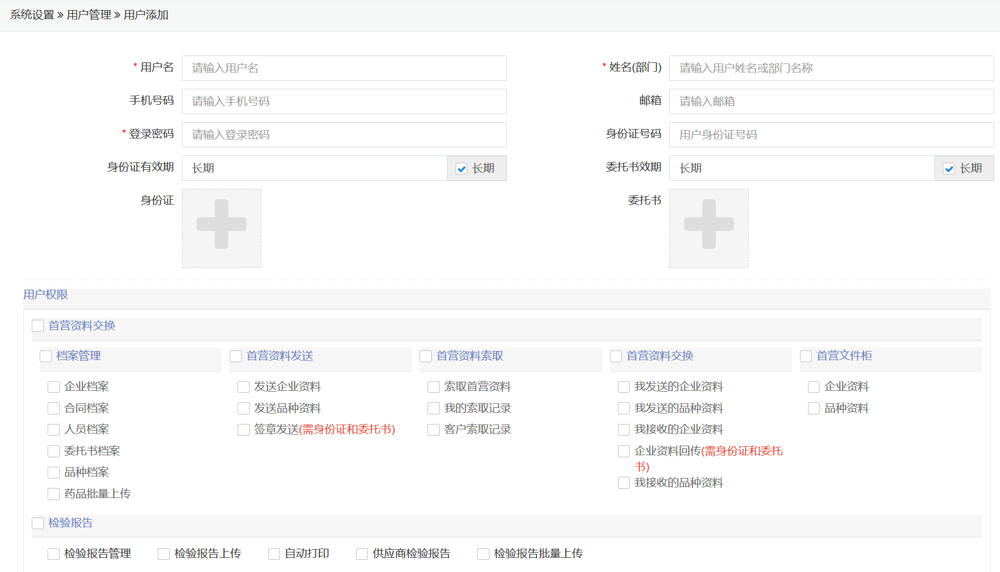 系统设置 » 用户管理 » 用户添加
* 用户名 请输入用户名
* 姓名(部门) 请输入用户姓名或部门名称
手机号码 请输入手机号码
邮箱 请输入邮箱
* 登录密码 请输入登录密码
身份证号码 用户身份证号码
身份证有效期 长期 长期
委托书效期 长期 长期
身份证
委托书
用户权限
首营资料交换
档案管理
企业档案
合同档案
人员档案
委托书档案
品种档案
药品批量上传
首营资料发送
发送企业资料
发送品种资料
签章发送(需身份证和委托书)
首营资料索取
索取首营资料
我的索取记录
客户索取记录
首营资料交换
我发送的企业资料
我发送的品种资料
我接收的企业资料
企业资料回传(需身份证和委托
书)
我接收的品种资料
首营文件柜
企业资料
品种资料
检验报告
检验报告管理 检验报告上传 自动打印 供应商检验报告 检验报告批量上传